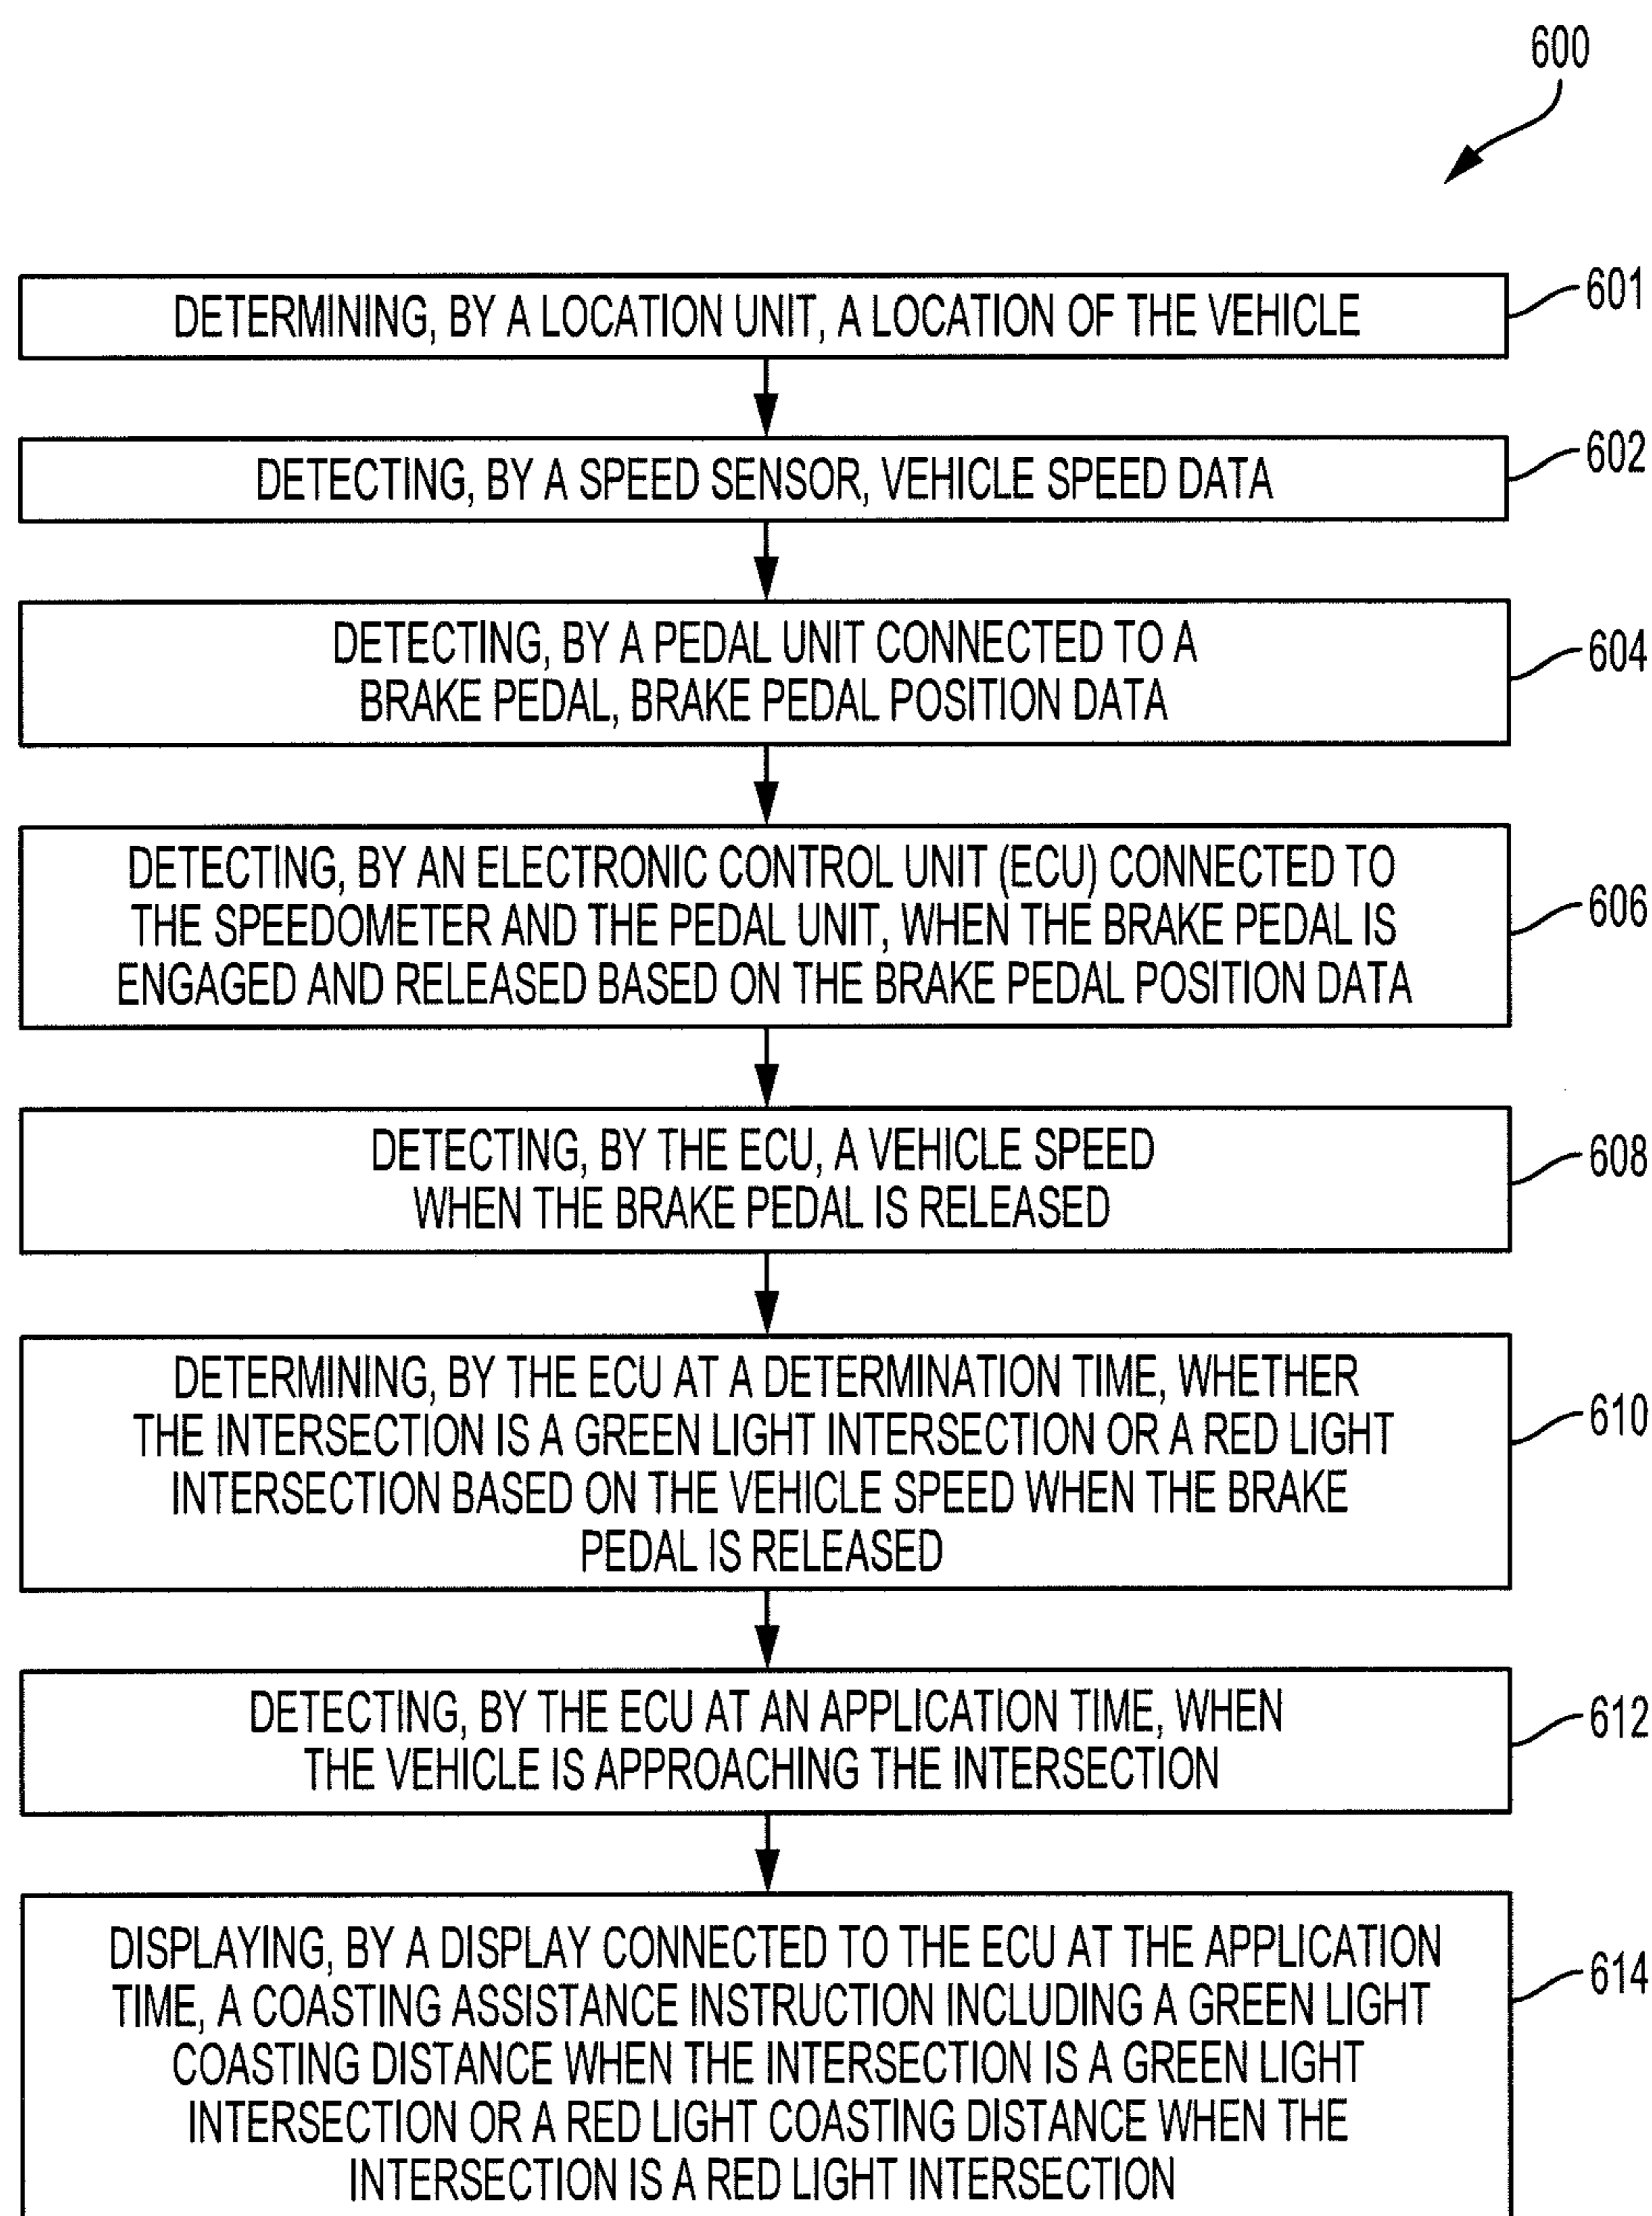 600
DETERMINING, BY A LOCATION UNIT, A LOCATION OF THE VEHICLE
601
DETECTING, BY A SPEED SENSOR, VEHICLE SPEED DATA
602
DETECTING, BY A PEDAL UNIT CONNECTED TO A
BRAKE PEDAL, BRAKE PEDAL POSITION DATA
604
DETECTING, BY AN ELECTRONIC CONTROL UNIT (ECU) CONNECTED TO
THE SPEEDOMETER AND THE PEDAL UNIT, WHEN THE BRAKE PEDAL IS
ENGAGED AND RELEASED BASED ON THE BRAKE PEDAL POSITION DATA
606
DETECTING, BY THE ECU, A VEHICLE SPEED
WHEN THE BRAKE PEDAL IS RELEASED
608
DETERMINING, BY THE ECU AT A DETERMINATION TIME, WHETHER
THE INTERSECTION IS A GREEN LIGHT INTERSECTION OR A RED LIGHT
INTERSECTION BASED ON THE VEHICLE SPEED WHEN THE BRAKE
PEDAL IS RELEASED
610
DETECTING, BY THE ECU AT AN APPLICATION TIME, WHEN
THE VEHICLE IS APPROACHING THE INTERSECTION
612
DISPLAYING, BY A DISPLAY CONNECTED TO THE ECU AT THE APPLICATION
TIME, A COASTING ASSISTANCE INSTRUCTION INCLUDING A GREEN LIGHT
COASTING DISTANCE WHEN THE INTERSECTION IS A GREEN LIGHT
INTERSECTION OR A RED LIGHT COASTING DISTANCE WHEN THE
INTERSECTION IS A RED LIGHT INTERSECTION
614